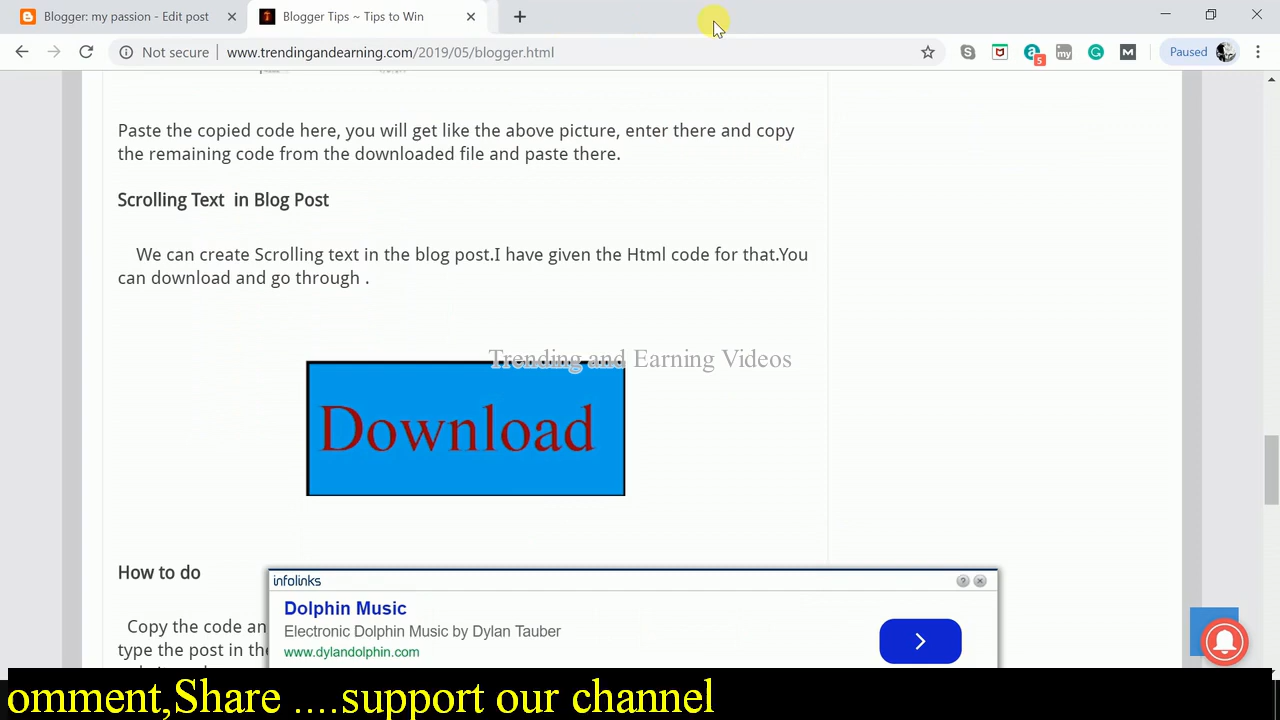 Blogger: my passion - Edit post
Blogger Tips ~ Tips to Win
Not secure
www.trendingandearning.com/2019/05/blogger.html
5
my
G
M
Paused
Paste the copied code here, you will get like the above picture, enter there and copy
the remaining code from the downloaded file and paste there.
Scrolling Text in Blog Post
We can create Scrolling text in the blog post.I have given the Html code for that.You
can download and go through .
Trending and Earning Videos
Download
How to do
infolinks
Dolphin Music
Electronic Dolphin Music by Dylan Tauber
www.dylandolphin.com
Copy the code an
type the post in the
omment,Share ....support our channel